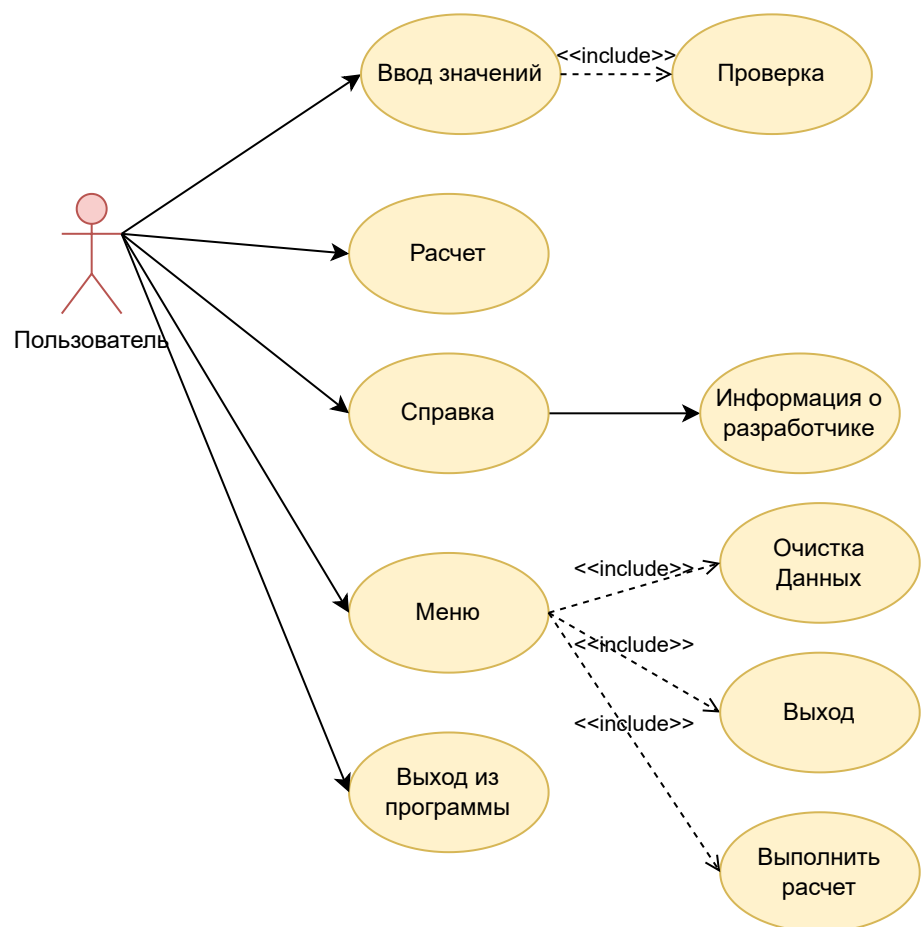 Ввод значений
<<include>>
Проверка
Расчет
Пользователь
Справка
Информация о
разработчике
Меню
<<include>>
Очистка
Данных
<<include>>
Выход
<<include>>
Выход из
программы
Выполнить
расчет